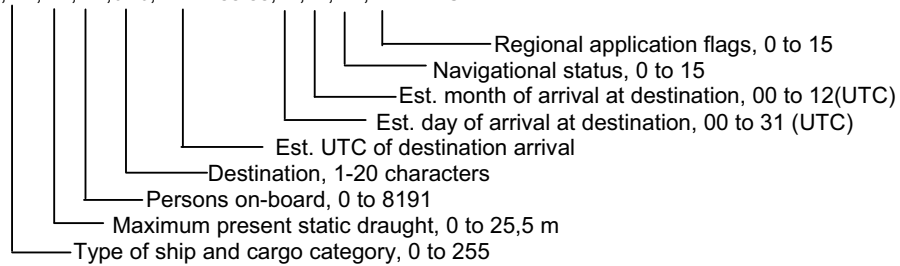 Regional application flags, 0 to 15
Navigational status, 0 to 15
Est. month of arrival at destination, 00 to 12(UTC)
Est. day of arrival at destination, 00 to 31 (UTC)
Est. UTC of destination arrival
Destination, 1-20 characters
Persons on-board, 0 to 8191
Maximum present static draught, 0 to 25,5 m
Type of ship and cargo category, 0 to 255